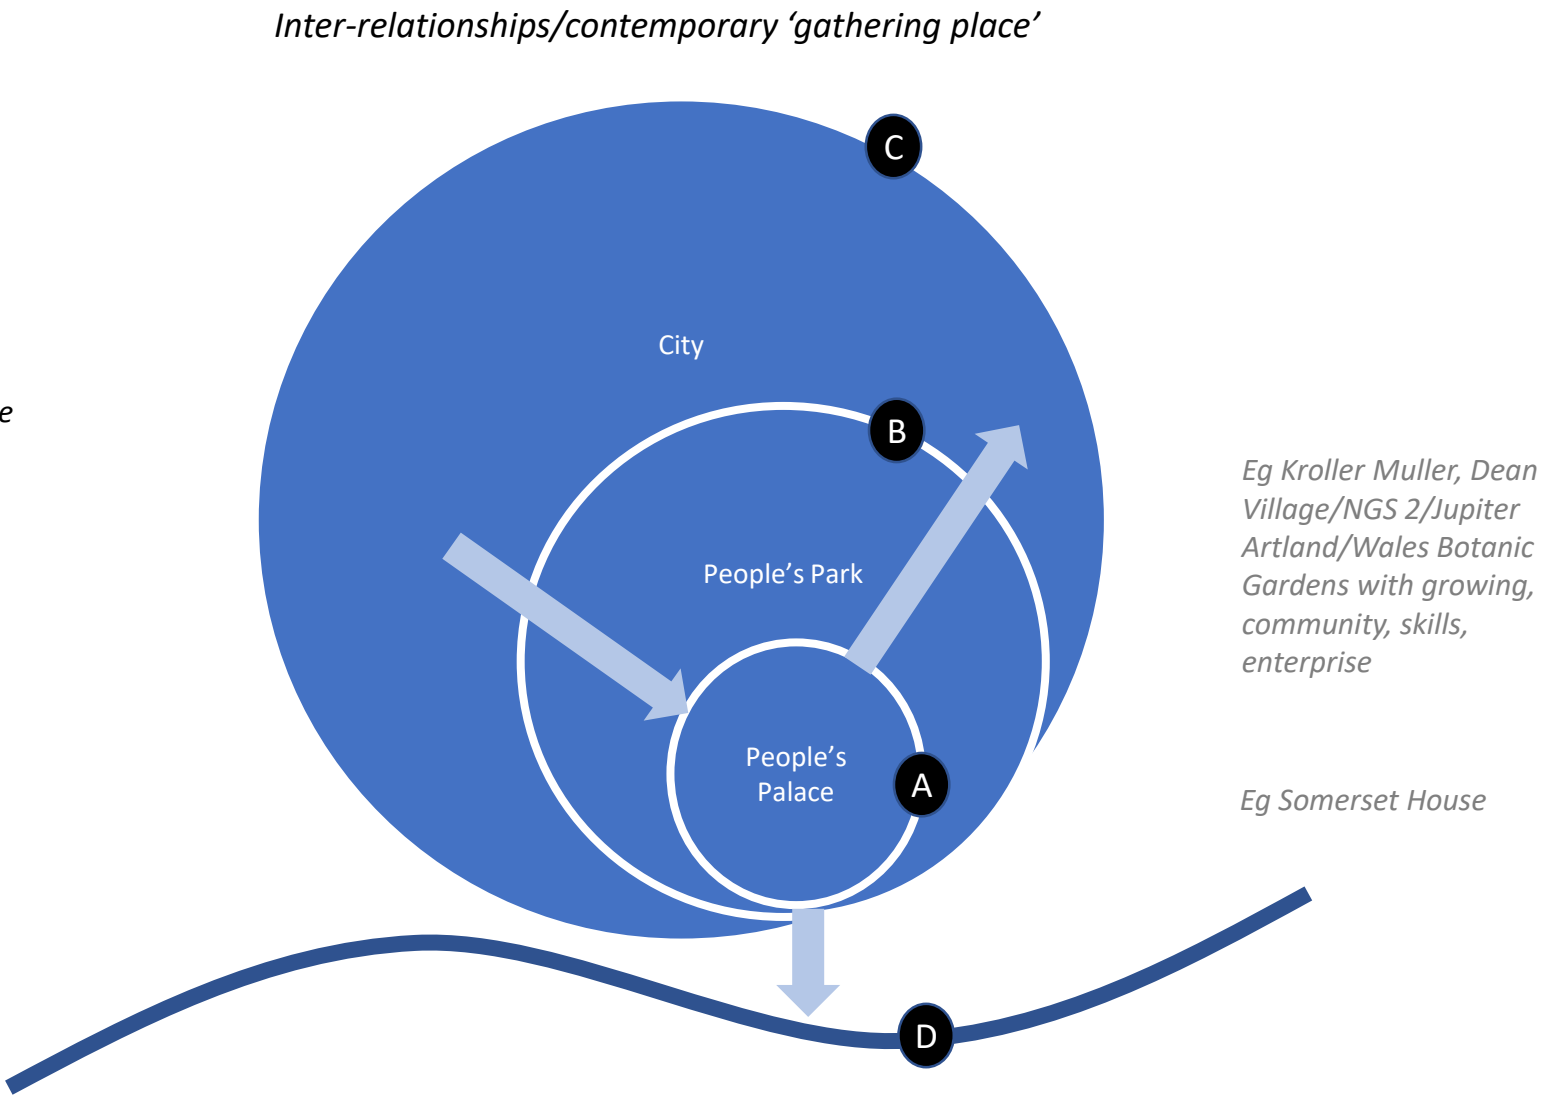 Inter-relationships/contemporary ‘gathering place’
C
City
e
B
Eg Kroller Muller, Dean
Village/NGS 2/Jupiter
Artland/Wales Botanic
Gardens with growing,
community, skills,
enterprise
People’s Park
People’s
Palace
A
Eg Somerset House
D